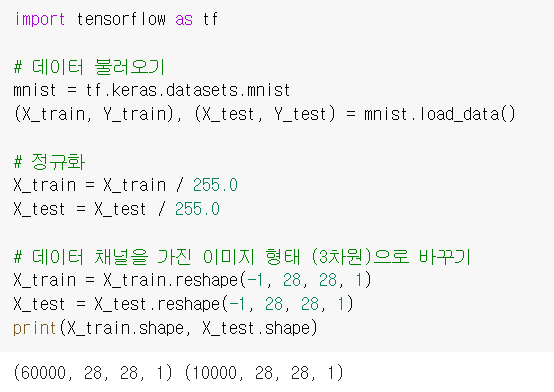 import tensorflow as tf
# 데이터 불러오기
mnist = tf.keras.datasets.mnist
(X_train, Y_train), (X_test, Y_test) = mnist.load_data()
# 정규화
X_train = X_train / 255.0
X_test = X_test / 255.0
# 데이터 채널을 가진 이미지 형태 (3차원)으로 바꾸기
X_train = X_train.reshape(-1, 28, 28, 1)
X_test = X_test.reshape(-1, 28, 28, 1)
print(X_train.shape, X_test.shape)
(60000, 28, 28, 1) (10000, 28, 28, 1)